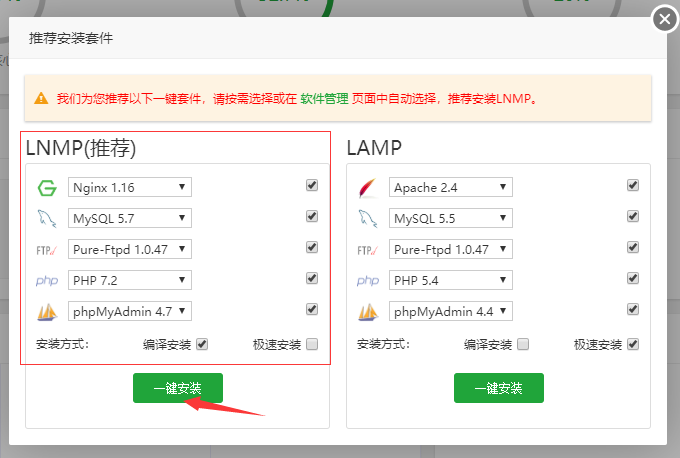 推荐安装套件
我们为您推荐以下一键套件，请按需选择或在 软件管理 页面中自动选择，推荐安装LNMP。
LNMP(推荐)
Nginx 1.16
MySQL 5.7
FTP
Pure-Ftpd 1.0.47
php
PHP 7.2
phpMyAdmin 4.7
安装方式：
编译安装
极速安装
一键安装
LAMP
Apache 2.4
MySQL 5.5
FTP
Pure-Ftpd 1.0.47
php
PHP 5.4
phpMyAdmin 4.4
安装方式：
编译安装
极速安装
一键安装